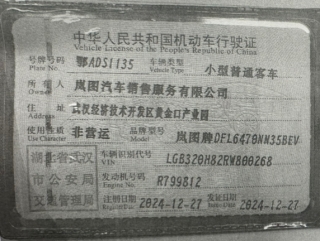 中华人民共和国机动车行驶证
Vehicle License of the People's Republic of China
号牌号码 鄂ADS1135 车辆类型 小型普通客车
Plate No. Vehicle Type
所有人 岚图汽车销售服务有限公司
Owner
住址 武汉经济技术开发区黄金口产业园
Address
使用性质 非营运 品牌型号 岚图牌DFL6470NN35BEV
Use Character Model
湖北省武汉 车辆识别代号 LGB320H82RW800268
VIN
市公安局 发动机号码 R799812
Engine No.
交通管理局 注册日期 2024-12-27 发证日期 2024-12-27